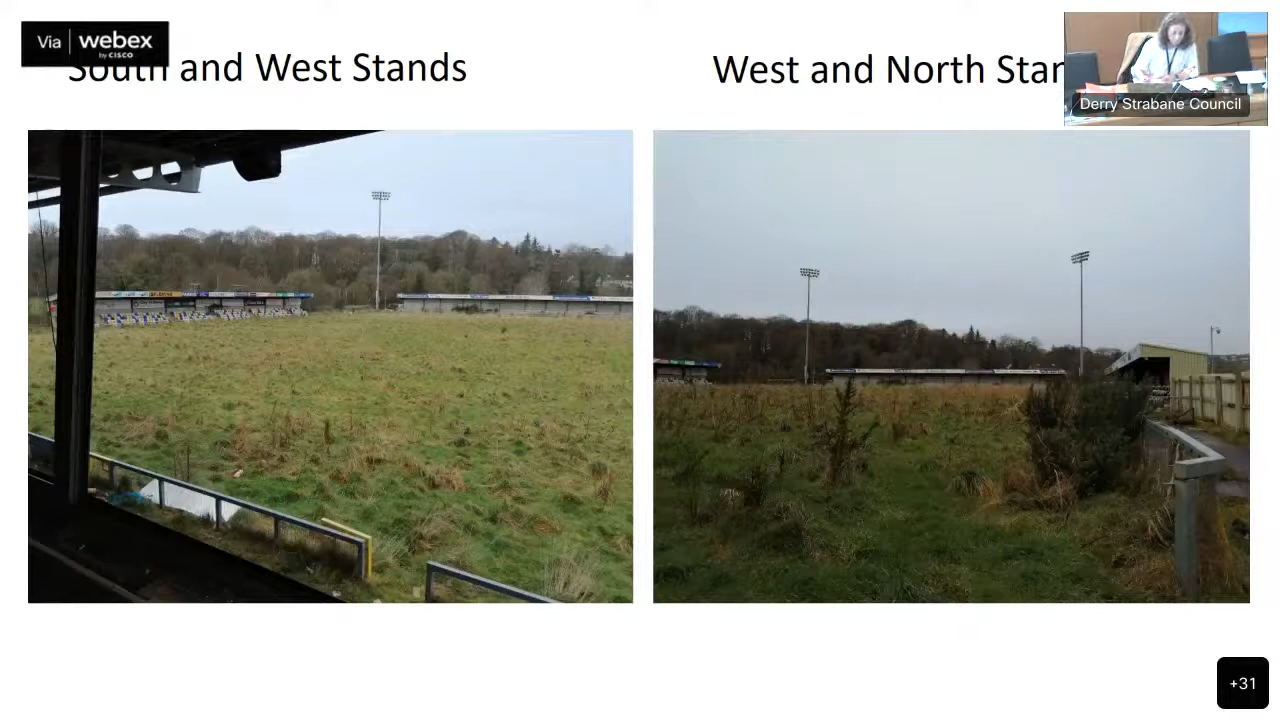 Via webex
by CISCO
South and West Stands
West and North Stan
Derry Strabane Council
+31